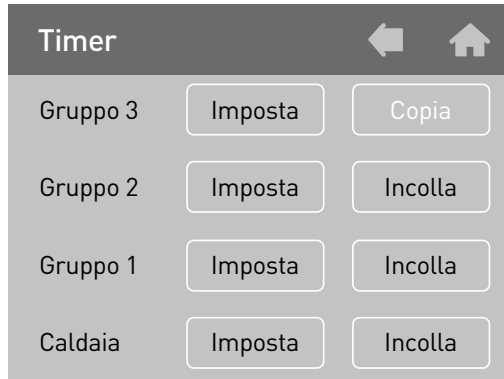 Timer
Gruppo 3 Imposta Copia
Gruppo 2 Imposta Incolla
Gruppo 1 Imposta Incolla
Caldaia Imposta Incolla